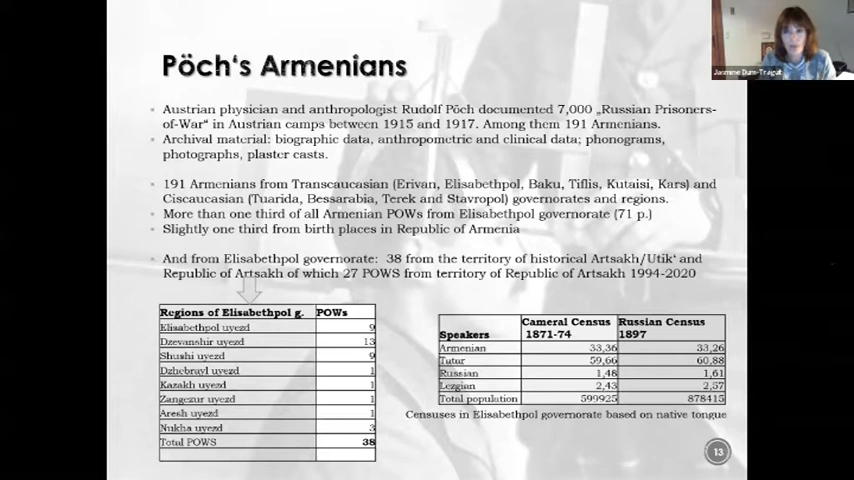 Pöch‘s Armenians
Jasmine Dum-Tragut
Austrian physician and anthropologist Rudolf Pöch documented 7,000 „Russian Prisoners-
of-War“ in Austrian camps between 1915 and 1917. Among them 191 Armenians.
Archival material: biographic data, anthropometric and clinical data; phonograms,
photographs, plaster casts.
191 Armenians from Transcaucasian (Erivan, Elisabethpol, Baku, Tiflis, Kutaisi, Kars) and
Ciscaucasian (Tuarida, Bessarabia, Terek and Stavropol) governorates and regions.
More than one third of all Armenian POWs from Elisabethpol governorate (71 p.)
Slightly one third from birth places in Republic of Armenia
And from Elisabethpol governorate: 38 from the territory of historical Artsakh/Utik‘ and
Republic of Artsakh of which 27 POWS from territory of Republic of Artsakh 1994-2020
Regions of Elisabethpol g. POWs
Elisabethpol uyezd 9
Dzevanshir uyezd 13
Shushi uyezd 9
Dzhebrayl uyezd 1
Kazakh uyezd 1
Zangezur uyezd 1
Aresh uyezd 1
Nukha uyezd 3
Total POWS 38
Speakers Cameral Census 1871-74 Russian Census 1897
Armenian 33,36 33,26
Tatar 59,66 60,88
Russian 1,48 1,61
Lezgian 2,43 2,57
Total population 599925 878415
Censuses in Elisabethpol governorate based on native tongue
13